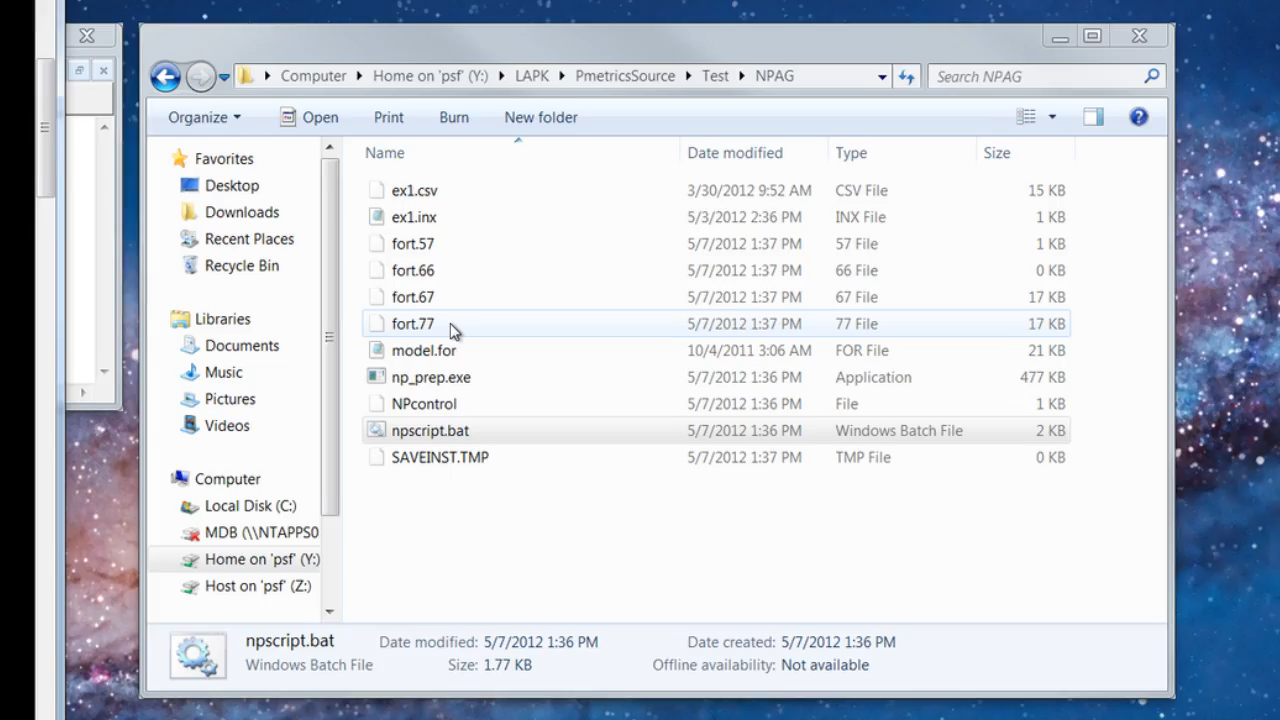 Computer Home on 'psf' (Y:) LAPK PmetricsSource Test NPAG Search NPAG
Organize Open Print Burn New folder
Name Date modified Type Size
Favorites
Desktop
Downloads
Recent Places
Recycle Bin
Libraries
Documents
Music
Pictures
Videos
Computer
Local Disk (C:)
MDB (\\NTAPPS0
Home on 'psf' (Y:)
Host on 'psf' (Z:)
ex1.csv 3/30/2012 9:52 AM CSV File 15 KB
ex1.inx 5/3/2012 2:36 PM INX File 1 KB
fort.57 5/7/2012 1:37 PM 57 File 1 KB
fort.66 5/7/2012 1:37 PM 66 File 0 KB
fort.67 5/7/2012 1:37 PM 67 File 17 KB
fort.77 5/7/2012 1:37 PM 77 File 17 KB
model.for 10/4/2011 3:06 AM FOR File 21 KB
np_prep.exe 5/7/2012 1:36 PM Application 477 KB
NPcontrol 5/7/2012 1:36 PM File 1 KB
npscript.bat 5/7/2012 1:36 PM Windows Batch File 2 KB
SAVEINST.TMP 5/7/2012 1:37 PM TMP File 0 KB
npscript.bat Date modified: 5/7/2012 1:36 PM Date created: 5/7/2012 1:36 PM
Windows Batch File Size: 1.77 KB Offline availability: Not available